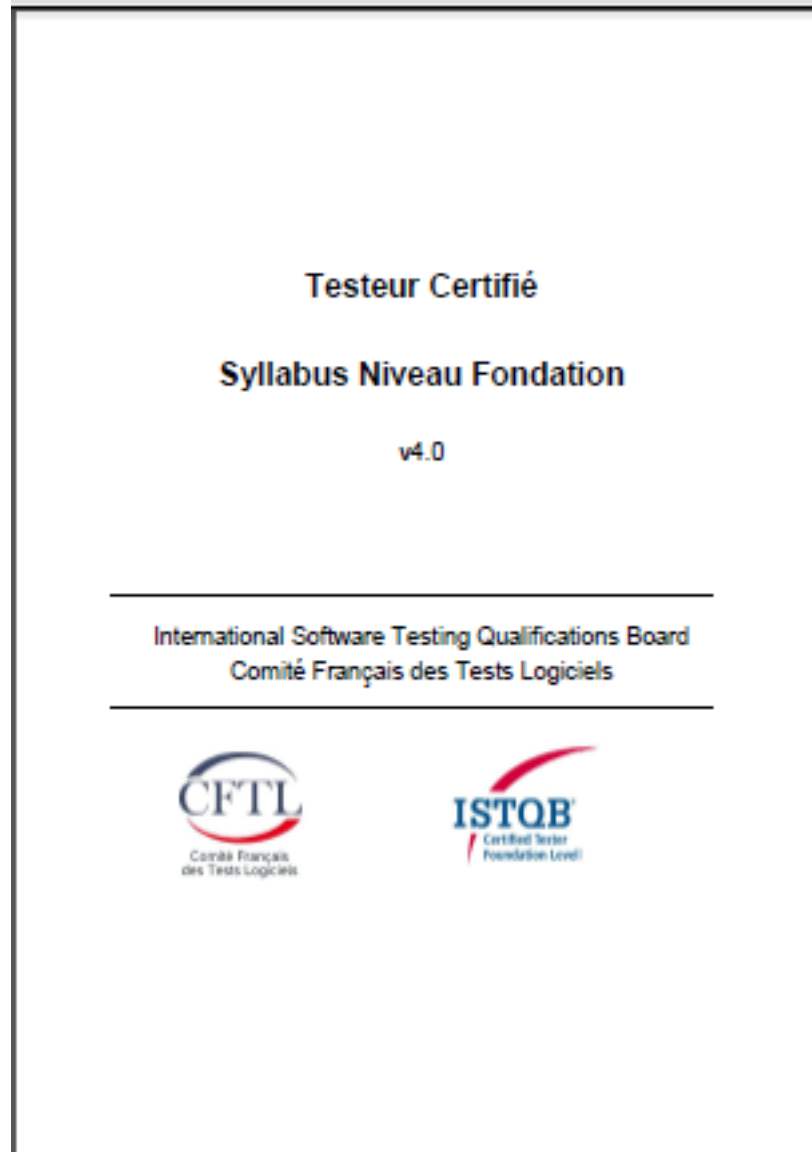 Testeur Certifié
Syllabus Niveau Fondation
v4.0
International Software Testing Qualifications Board
Comité Français des Tests Logiciels
CFTL
Comité Français
des Tests Logiciels
ISTQB®
Certified Tester
Foundation Level